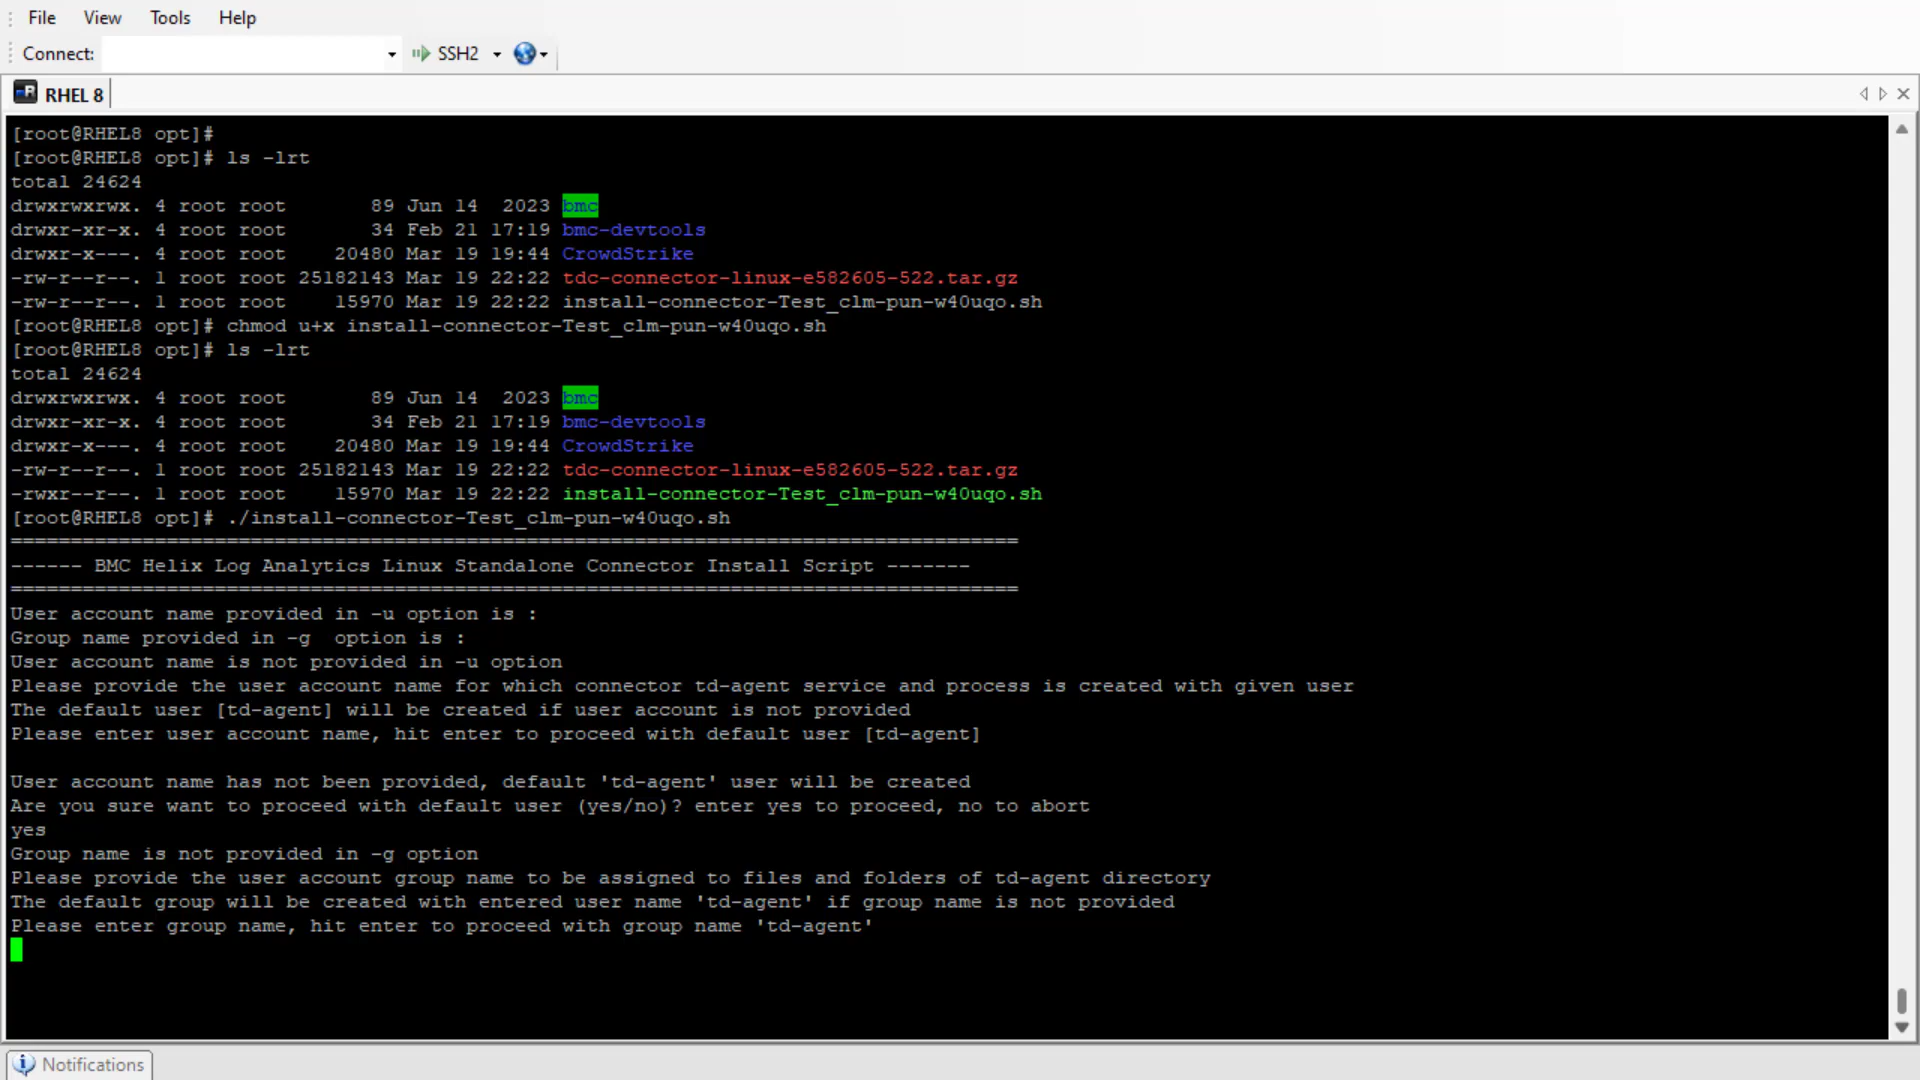 File View Tools Help
Connect: SSH2
RHEL 8
[root@RHEL8 opt]#
[root@RHEL8 opt]# ls -lrt
total 24624
drwxrwxrwx. 4 root root       89 Jun 14  2023 bmc
drwxr-xr-x. 4 root root       34 Feb 21 17:19 bmc-devtools
drwxr-x---. 4 root root    20480 Mar 19 19:44 CrowdStrike
-rw-r--r--. 1 root root 25182143 Mar 19 22:22 tdc-connector-linux-e582605-522.tar.gz
-rw-r--r--. 1 root root    15970 Mar 19 22:22 install-connector-Test_clm-pun-w40uqo.sh
[root@RHEL8 opt]# chmod u+x install-connector-Test_clm-pun-w40uqo.sh
[root@RHEL8 opt]# ls -lrt
total 24624
drwxrwxrwx. 4 root root       89 Jun 14  2023 bmc
drwxr-xr-x. 4 root root       34 Feb 21 17:19 bmc-devtools
drwxr-x---. 4 root root    20480 Mar 19 19:44 CrowdStrike
-rw-r--r--. 1 root root 25182143 Mar 19 22:22 tdc-connector-linux-e582605-522.tar.gz
-rwxr--r--. 1 root root    15970 Mar 19 22:22 install-connector-Test_clm-pun-w40uqo.sh
[root@RHEL8 opt]# ./install-connector-Test_clm-pun-w40uqo.sh
====================================================================================
------ BMC Helix Log Analytics Linux Standalone Connector Install Script -------
====================================================================================
User account name provided in -u option is :
Group name provided in -g  option is :
User account name is not provided in -u option
Please provide the user account name for which connector td-agent service and process is created with given user
The default user [td-agent] will be created if user account is not provided
Please enter user account name, hit enter to proceed with default user [td-agent]
User account name has not been provided, default 'td-agent' user will be created
Are you sure want to proceed with default user (yes/no)? enter yes to proceed, no to abort
yes
Group name is not provided in -g option
Please provide the user account group name to be assigned to files and folders of td-agent directory
The default group will be created with entered user name 'td-agent' if group name is not provided
Please enter group name, hit enter to proceed with group name 'td-agent'
Notifications